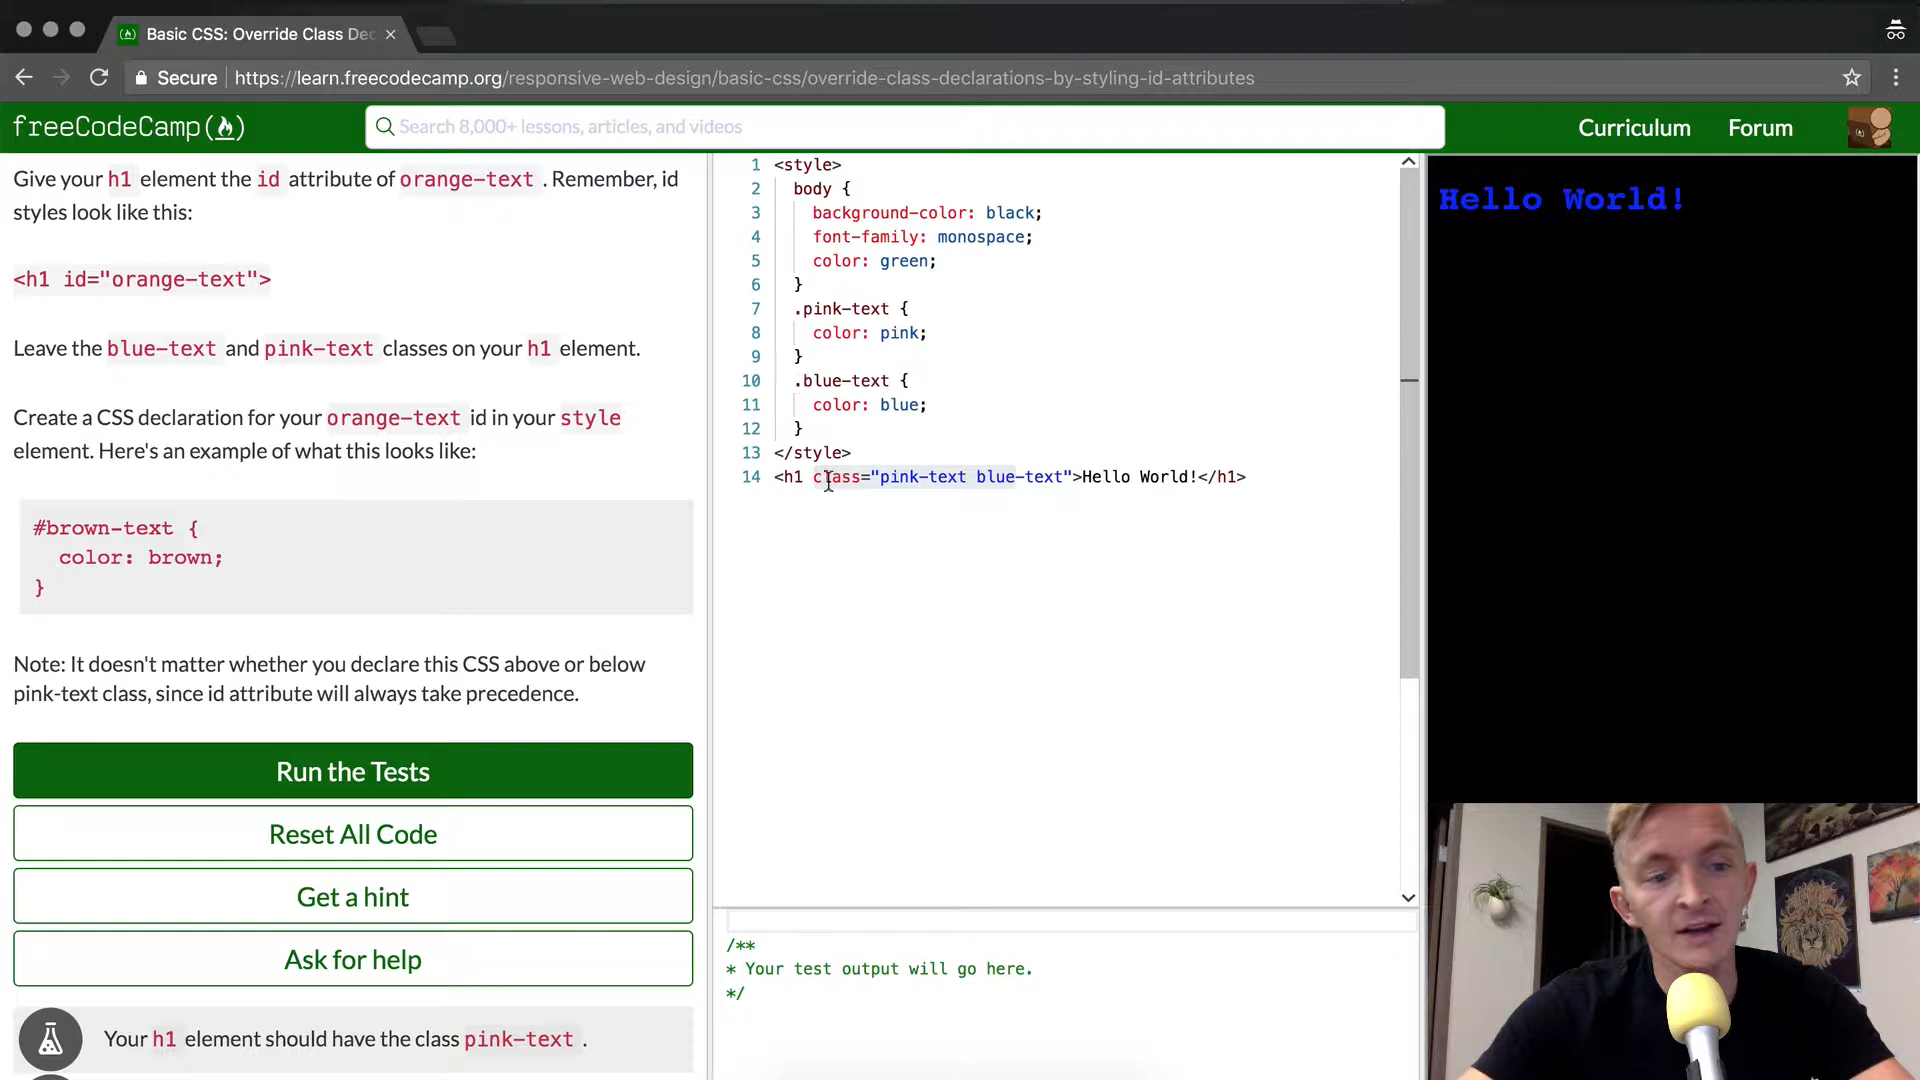 Basic CSS: Override Class Dec
Secure https://learn.freecodecamp.org/responsive-web-design/basic-css/override-class-declarations-by-styling-id-attributes
freeCodeCamp
Search 8,000+ lessons, articles, and videos
Curriculum Forum
Give your h1 element the id attribute of orange-text . Remember, id
styles look like this:
<h1 id="orange-text">
Leave the blue-text and pink-text classes on your h1 element.
Create a CSS declaration for your orange-text id in your style
element. Here's an example of what this looks like:
#brown-text {
color: brown;
}
Note: It doesn't matter whether you declare this CSS above or below
pink-text class, since id attribute will always take precedence.
Run the Tests
Reset All Code
Get a hint
Ask for help
Your h1 element should have the class pink-text .
1 <style>
2 body {
3 background-color: black;
4 font-family: monospace;
5 color: green;
6 }
7 .pink-text {
8 color: pink;
9 }
10 .blue-text {
11 color: blue;
12 }
13 </style>
14 <h1 class="pink-text blue-text">Hello World!</h1>
/**
* Your test output will go here.
*/
Hello World!